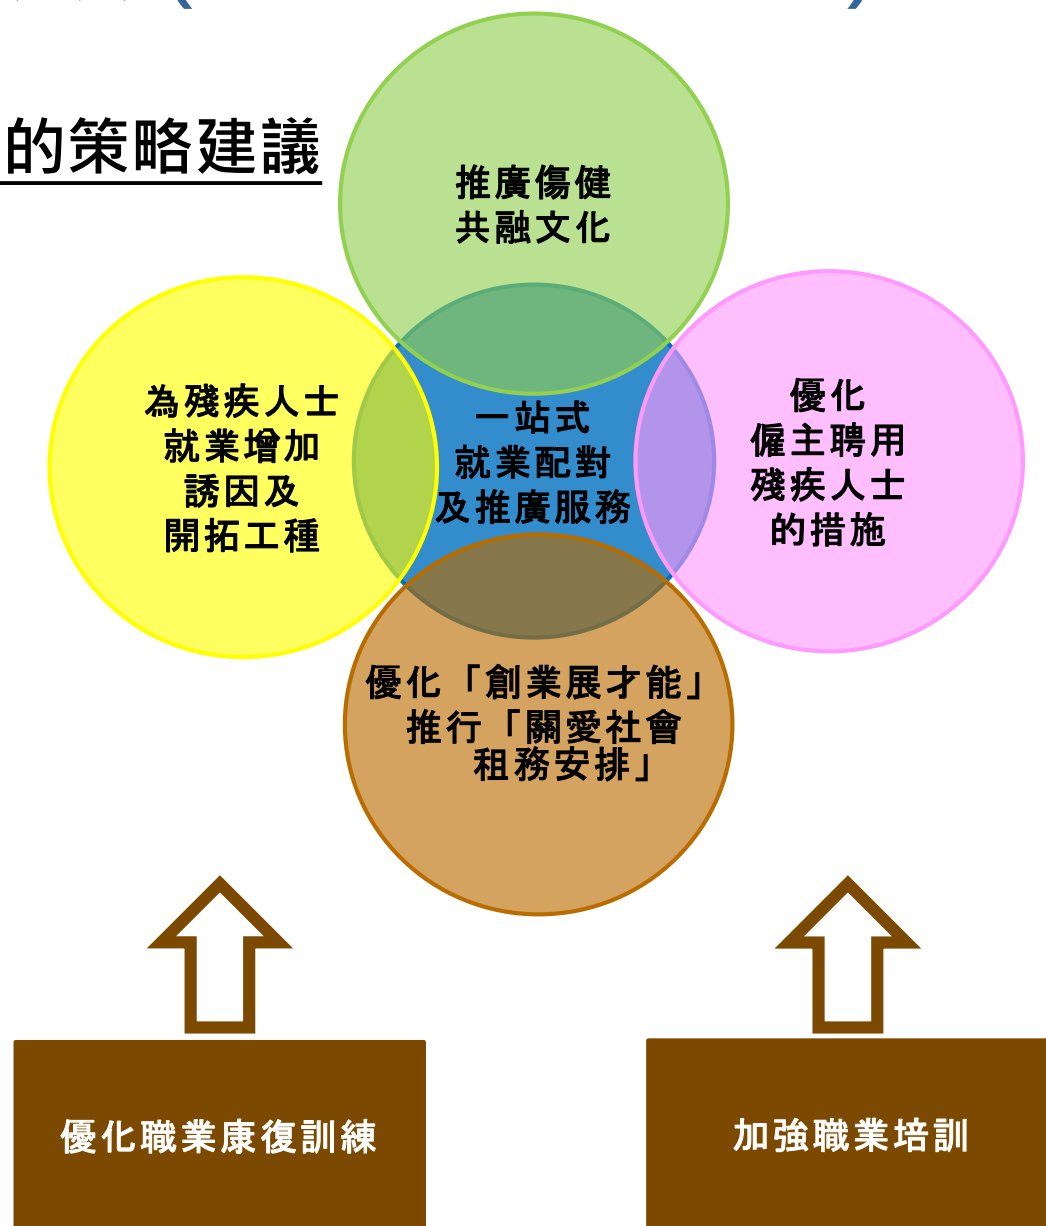 的策略建議
推廣傷健
共融文化
為殘疾人士
就業增加
誘因及
開拓工種
一站式
就業配對
及推廣服務
優化
僱主聘用
殘疾人士
的措施
優化「創業展才能」
推行「關愛社會
租務安排」
優化職業康復訓練
加強職業培訓